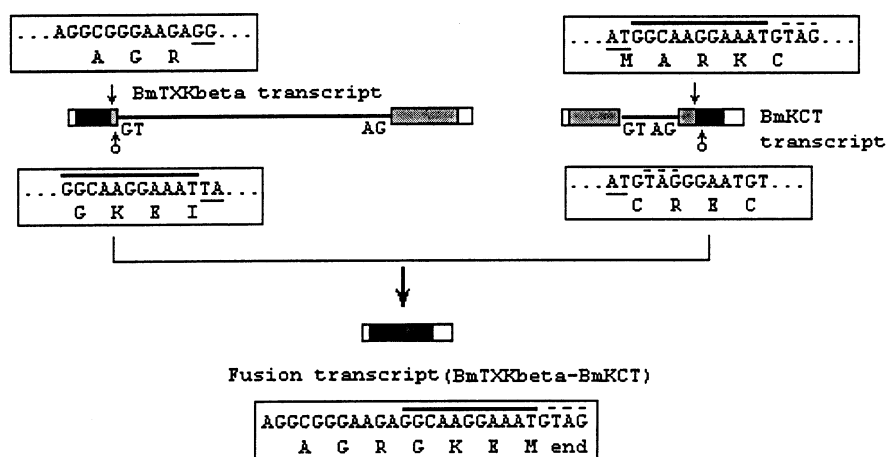 ...AGGCGGGAAGAGG...
A G R
...ATGGCAAGGAAATGTAG...
M A R K C
BmTXKbeta transcript
GT
AG
GT AG
BmKCT
transcript
...GGCAAGGAAATTA...
G K E I
...ATGTAGGGAATGT...
C R E C
Fusion transcript(BmTXKbeta-BmKCT)
AGGCGGGAAGAGGCAAGGAAATGTAG
A G R G K E M end